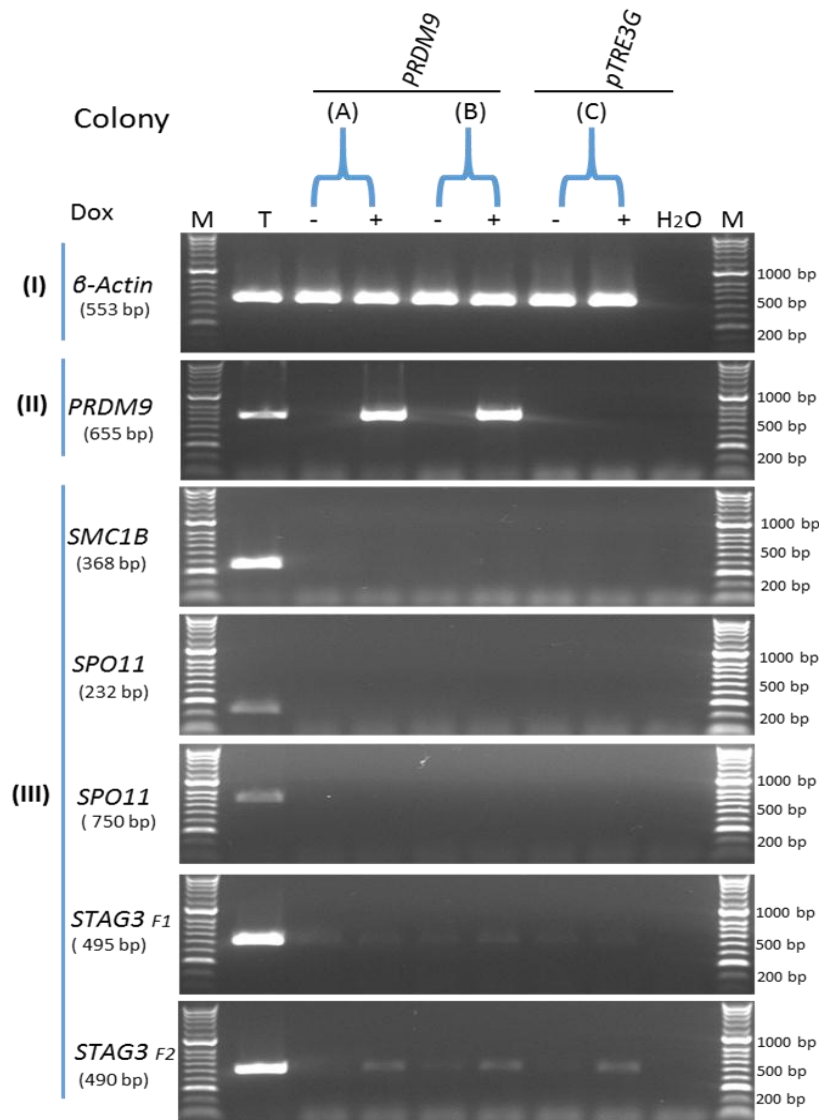 PRDM9 pTRE3G
Colony (A) (B) (C)
Dox M T - + - + - + H2O M
(I) β-Actin
(553 bp)
1000 bp
500 bp
200 bp
(II) PRDM9
(655 bp)
1000 bp
500 bp
200 bp
SMC1B
(368 bp)
1000 bp
500 bp
200 bp
SPO11
(232 bp)
1000 bp
500 bp
200 bp
(III) SPO11
( 750 bp)
1000 bp
500 bp
200 bp
STAG3 F1
( 495 bp)
1000 bp
500 bp
200 bp
STAG3 F2
(490 bp)
1000 bp
500 bp
200 bp